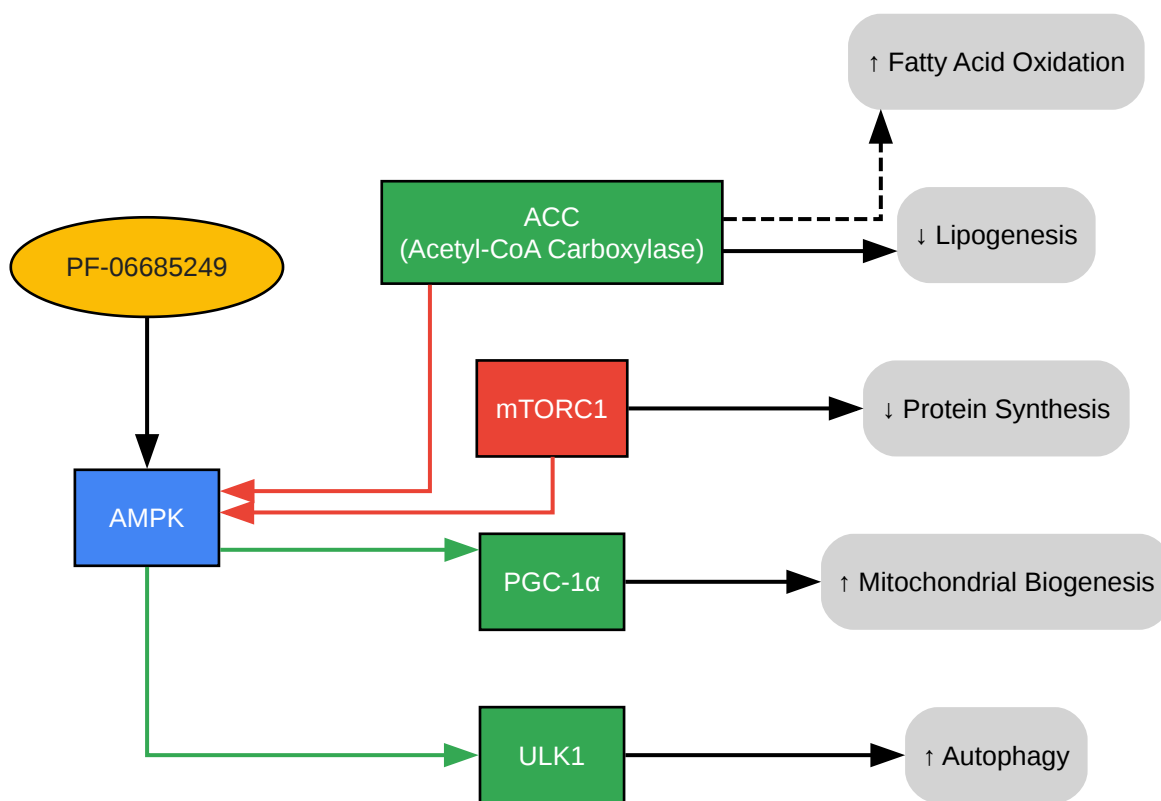 ↑ Fatty Acid Oxidation
ACC
(Acetyl-CoA Carboxylase)
↓ Lipogenesis
PF-06685249
mTORC1
↓ Protein Synthesis
AMPK
PGC-1α
↑ Mitochondrial Biogenesis
ULK1
↑ Autophagy